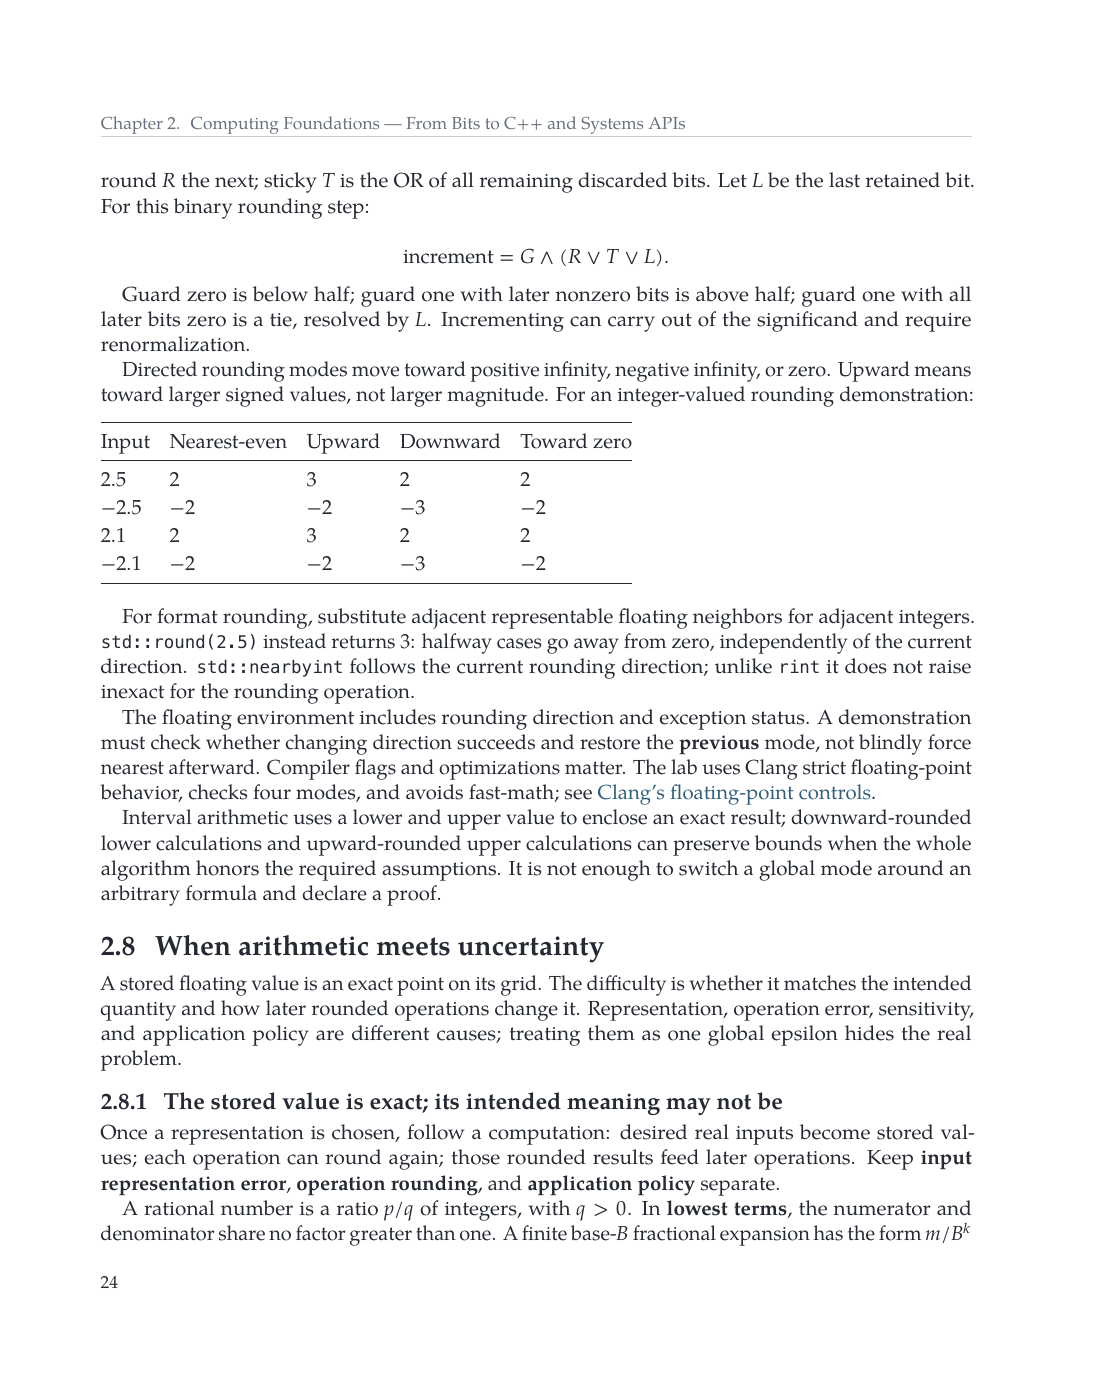 Chapter 2. Computing Foundations — From Bits to C++ and Systems APIs
round R the next; sticky T is the OR of all remaining discarded bits. Let L be the last retained bit.
For this binary rounding step:
increment = G ∧ (R ∨ T ∨ L).
Guard zero is below half; guard one with later nonzero bits is above half; guard one with all
later bits zero is a tie, resolved by L. Incrementing can carry out of the significand and require
renormalization.
Directed rounding modes move toward positive infinity, negative infinity, or zero. Upward means
toward larger signed values, not larger magnitude. For an integer-valued rounding demonstration:
Input Nearest-even Upward Downward Toward zero
2.5 2 3 2 2
−2.5 −2 −2 −3 −2
2.1 2 3 2 2
−2.1 −2 −2 −3 −2
For format rounding, substitute adjacent representable floating neighbors for adjacent integers.
std::round(2.5) instead returns 3: halfway cases go away from zero, independently of the current
direction. std::nearbyint follows the current rounding direction; unlike rint it does not raise
inexact for the rounding operation.
The floating environment includes rounding direction and exception status. A demonstration
must check whether changing direction succeeds and restore the previous mode, not blindly force
nearest afterward. Compiler flags and optimizations matter. The lab uses Clang strict floating-point
behavior, checks four modes, and avoids fast-math; see Clang's floating-point controls.
Interval arithmetic uses a lower and upper value to enclose an exact result; downward-rounded
lower calculations and upward-rounded upper calculations can preserve bounds when the whole
algorithm honors the required assumptions. It is not enough to switch a global mode around an
arbitrary formula and declare a proof.
2.8 When arithmetic meets uncertainty
A stored floating value is an exact point on its grid. The difficulty is whether it matches the intended
quantity and how later rounded operations change it. Representation, operation error, sensitivity,
and application policy are different causes; treating them as one global epsilon hides the real
problem.
2.8.1 The stored value is exact; its intended meaning may not be
Once a representation is chosen, follow a computation: desired real inputs become stored val-
ues; each operation can round again; those rounded results feed later operations. Keep input
representation error, operation rounding, and application policy separate.
A rational number is a ratio p/q of integers, with q > 0. In lowest terms, the numerator and
denominator share no factor greater than one. A finite base-B fractional expansion has the form m/Bᵏ
24